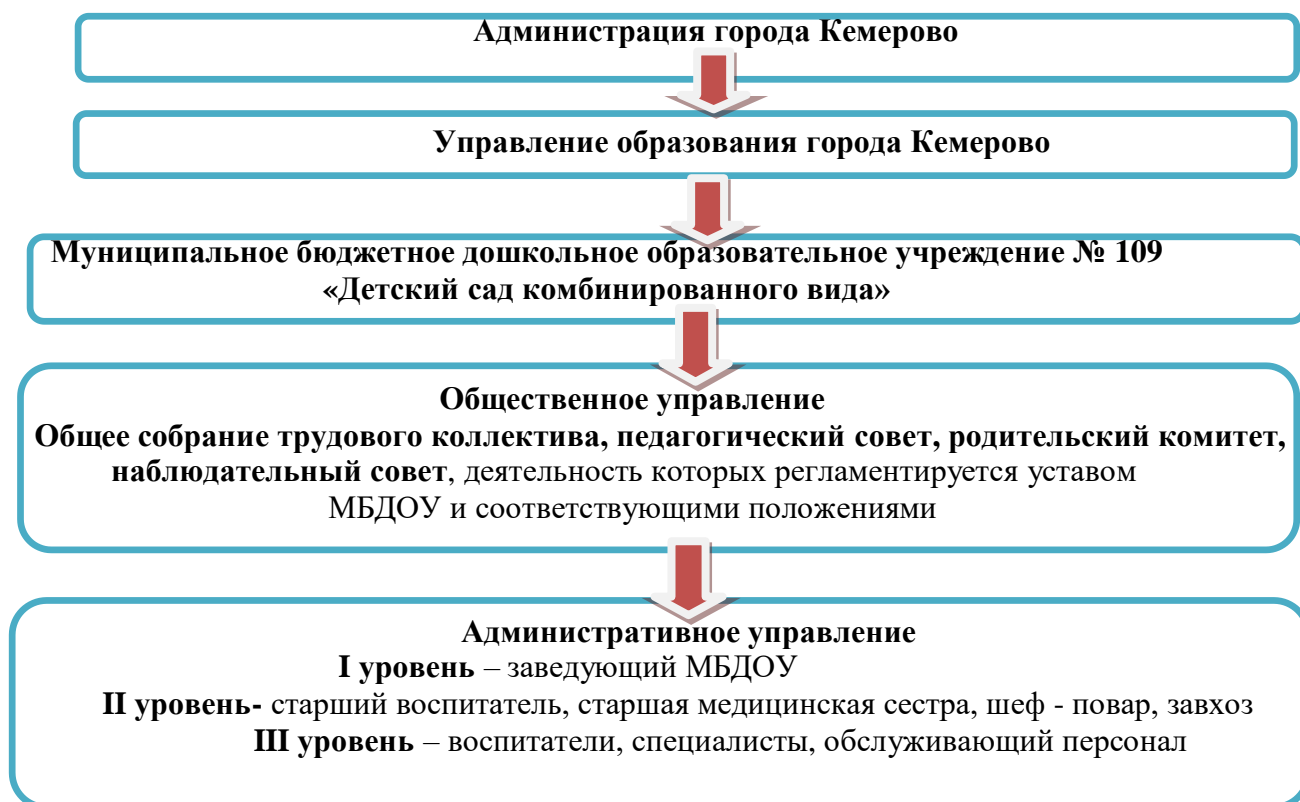 Администрация города Кемерово
Управление образования города Кемерово
Муниципальное бюджетное дошкольное образовательное учреждение № 109
«Детский сад комбинированного вида»
Общественное управление
Общее собрание трудового коллектива, педагогический совет, родительский комитет,
наблюдательный совет, деятельность которых регламентируется уставом
МБДОУ и соответствующими положениями
Административное управление
I уровень – заведующий МБДОУ
II уровень- старший воспитатель, старшая медицинская сестра, шеф - повар, завхоз
III уровень – воспитатели, специалисты, обслуживающий персонал